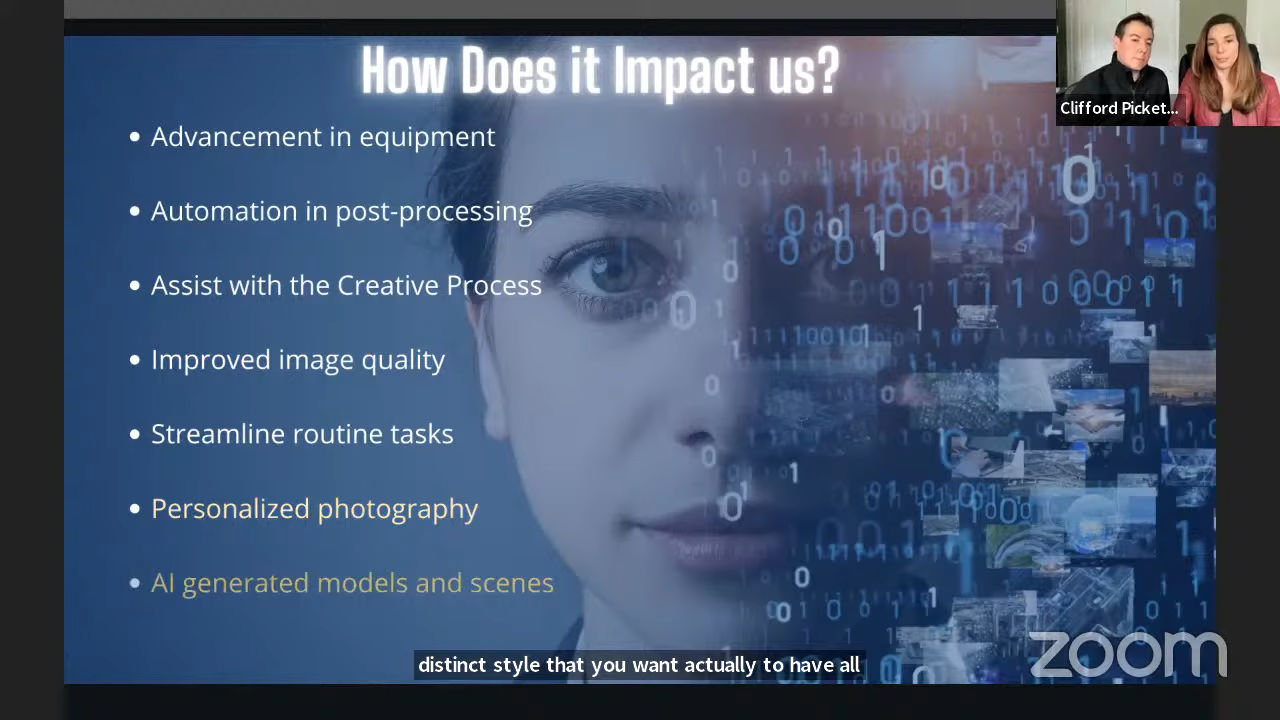 How Does it Impact us?
Clifford Picket...
• Advancement in equipment
• Automation in post-processing
• Assist with the Creative Process
• Improved image quality
• Streamline routine tasks
• Personalized photography
• AI generated models and scenes
distinct style that you want actually to have all
zoom